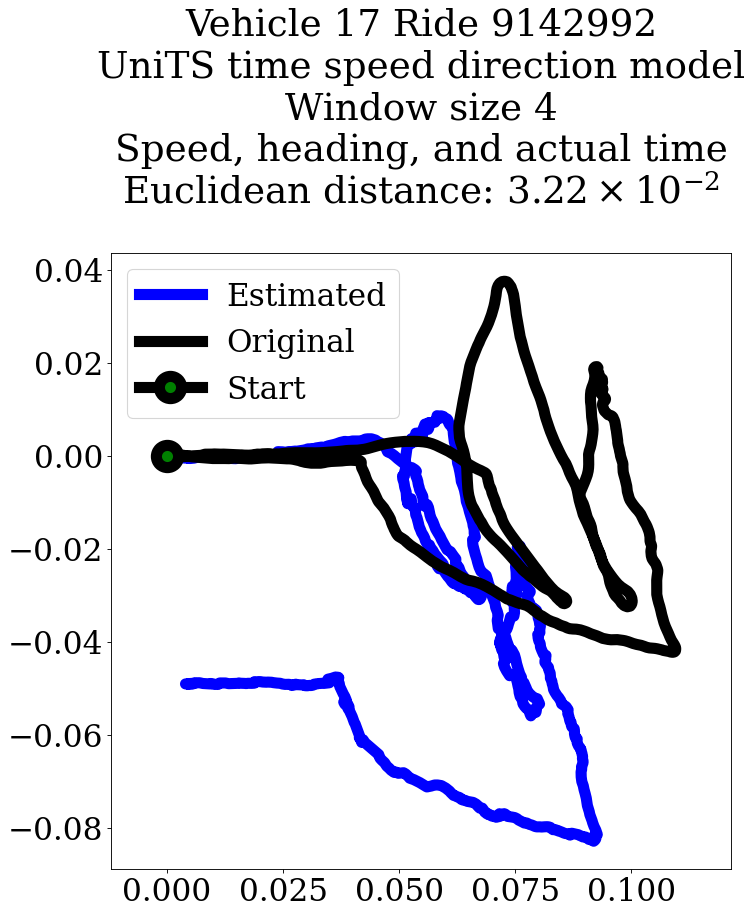 Vehicle 17 Ride 9142992
UniTS time speed direction model
Window size 4
Speed, heading, and actual time
Euclidean distance: 3.22 × 10⁻²
0.04
0.02
0.00
−0.02
−0.04
−0.06
−0.08
Estimated
Original
Start
0.000 0.025 0.050 0.075 0.100